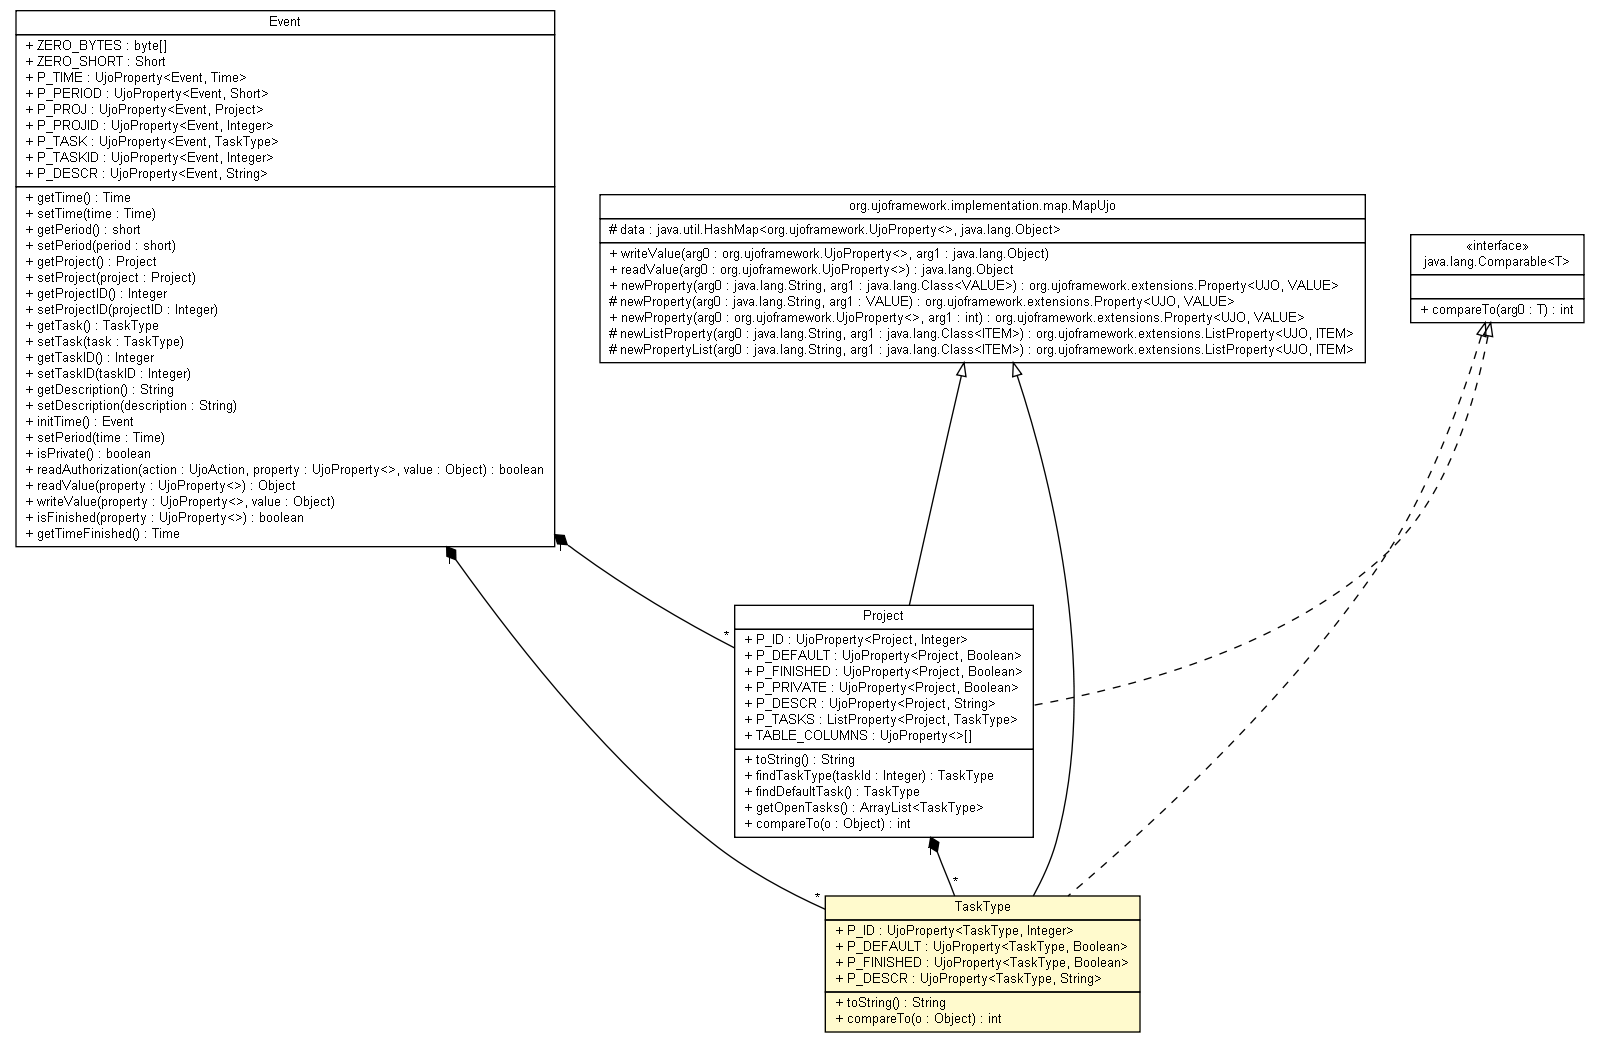 Event
+ ZERO_BYTES : byte[]
+ ZERO_SHORT : Short
+ P_TIME : UjoProperty<Event, Time>
+ P_PERIOD : UjoProperty<Event, Short>
+ P_PROJ : UjoProperty<Event, Project>
+ P_PROJID : UjoProperty<Event, Integer>
+ P_TASK : UjoProperty<Event, TaskType>
+ P_TASKID : UjoProperty<Event, Integer>
+ P_DESCR : UjoProperty<Event, String>
+ getTime() : Time
+ setTime(time : Time)
+ getPeriod() : short
+ setPeriod(period : short)
+ getProject() : Project
+ setProject(project : Project)
+ getProjectID() : Integer
+ setProjectID(projectID : Integer)
+ getTask() : TaskType
+ setTask(task : TaskType)
+ getTaskID() : Integer
+ setTaskID(taskID : Integer)
+ getDescription() : String
+ setDescription(description : String)
+ initTime() : Event
+ setPeriod(time : Time)
+ isPrivate() : boolean
+ readAuthorization(action : UjoAction, property : UjoProperty<>, value : Object) : boolean
+ readValue(property : UjoProperty<>) : Object
+ writeValue(property : UjoProperty<>, value : Object)
+ isFinished(property : UjoProperty<>) : boolean
+ getTimeFinished() : Time
org.ujoframework.implementation.map.MapUjo
# data : java.util.HashMap<org.ujoframework.UjoProperty<>, java.lang.Object>
+ writeValue(arg0 : org.ujoframework.UjoProperty<>, arg1 : java.lang.Object)
+ readValue(arg0 : org.ujoframework.UjoProperty<>) : java.lang.Object
+ newProperty(arg0 : java.lang.String, arg1 : java.lang.Class<VALUE>) : org.ujoframework.extensions.Property<UJO, VALUE>
# newProperty(arg0 : java.lang.String, arg1 : VALUE) : org.ujoframework.extensions.Property<UJO, VALUE>
+ newProperty(arg0 : org.ujoframework.UjoProperty<>, arg1 : int) : org.ujoframework.extensions.Property<UJO, VALUE>
# newListProperty(arg0 : java.lang.String, arg1 : java.lang.Class<ITEM>) : org.ujoframework.extensions.ListProperty<UJO, ITEM>
# newPropertyList(arg0 : java.lang.String, arg1 : java.lang.Class<ITEM>) : org.ujoframework.extensions.ListProperty<UJO, ITEM>
«interface»
java.lang.Comparable<T>
+ compareTo(arg0 : T) : int
1
1
*
Project
+ P_ID : UjoProperty<Project, Integer>
+ P_DEFAULT : UjoProperty<Project, Boolean>
+ P_FINISHED : UjoProperty<Project, Boolean>
+ P_PRIVATE : UjoProperty<Project, Boolean>
+ P_DESCR : UjoProperty<Project, String>
+ P_TASKS : ListProperty<Project, TaskType>
+ TABLE_COLUMNS : UjoProperty<>[]
+ toString() : String
+ findTaskType(taskId : Integer) : TaskType
+ findDefaultTask() : TaskType
+ getOpenTasks() : ArrayList<TaskType>
+ compareTo(o : Object) : int
1
*
*
TaskType
+ P_ID : UjoProperty<TaskType, Integer>
+ P_DEFAULT : UjoProperty<TaskType, Boolean>
+ P_FINISHED : UjoProperty<TaskType, Boolean>
+ P_DESCR : UjoProperty<TaskType, String>
+ toString() : String
+ compareTo(o : Object) : int